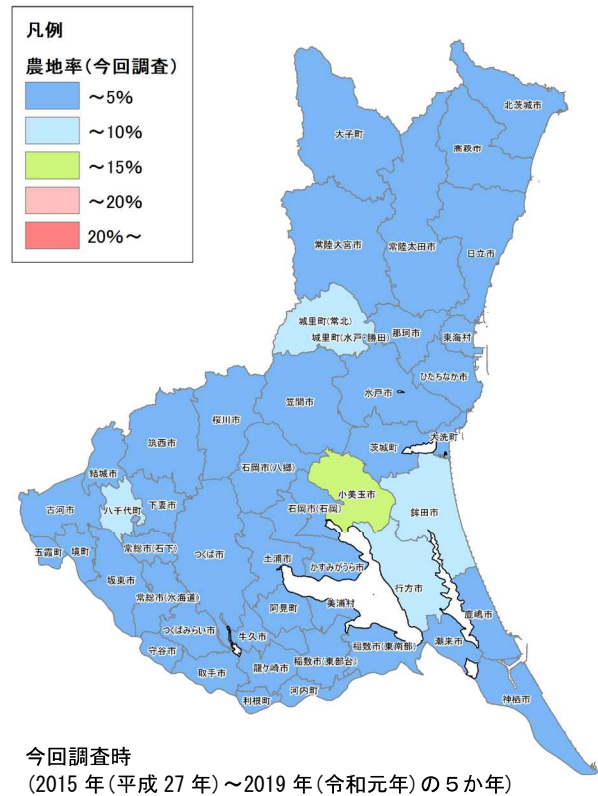 凡例
農地率(今回調査)
～5%
～10%
～15%
～20%
20%～
北茨城市
大子町
高萩市
常陸大宮市
常陸太田市
日立市
城里町(常北)
城里町(水戸・勝田)
那珂市
東海村
ひたちなか市
水戸市
笠間市
桜川市
筑西市
大洗町
茨城町
石岡市(八郷)
結城市
小美玉市
古河市
八千代町
下妻市
石岡市(石岡)
鉾田市
五霞町
境町
常総市(石下)
つくば市
土浦市
かすみがうら市
坂東市
行方市
常総市(水海道)
阿見町
美浦村
鹿嶋市
つくばみらい市
牛久市
稲敷市(東南部)
潮来市
守谷市
取手市
龍ケ崎市
稲敷市(東部台)
利根町
河内町
神栖市
今回調査時
(2015 年(平成 27 年)～2019 年(令和元年)の５か年)